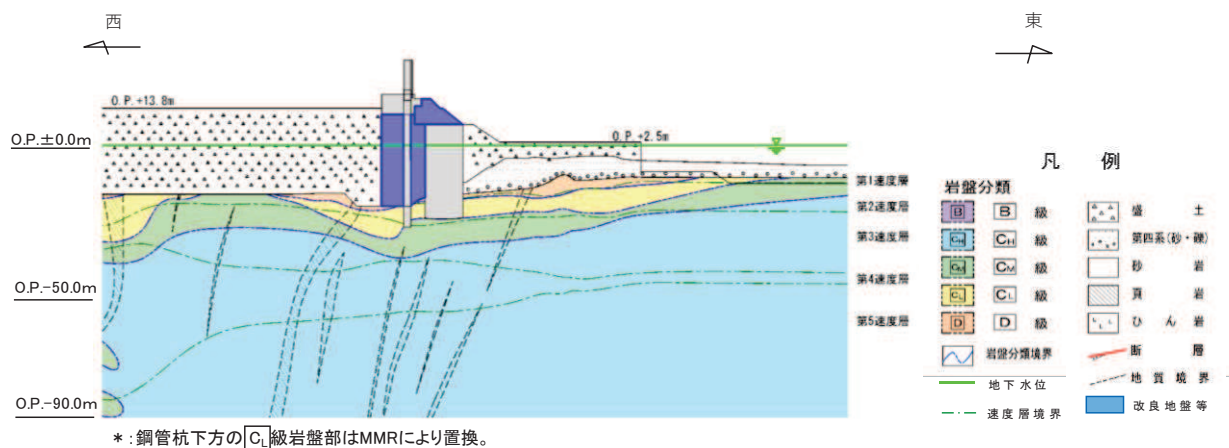 西
東
O.P.+13.8m
O.P.±0.0m
O.P.+2.5m
第1速度層
第2速度層
第3速度層
第4速度層
第5速度層
O.P.-50.0m
O.P.-90.0m
*:鋼管杭下方のCL級岩盤部はMMRにより置換。
凡 例
岩盤分類
B B 級
CH CH 級
CM CM 級
CL CL 級
D D 級
岩盤分類境界
地下水位
速度層境界
盛 土
第四系(砂・礫)
砂 岩
頁 岩
ひ ん 岩
断 層
地 質 境 界
改良地盤等